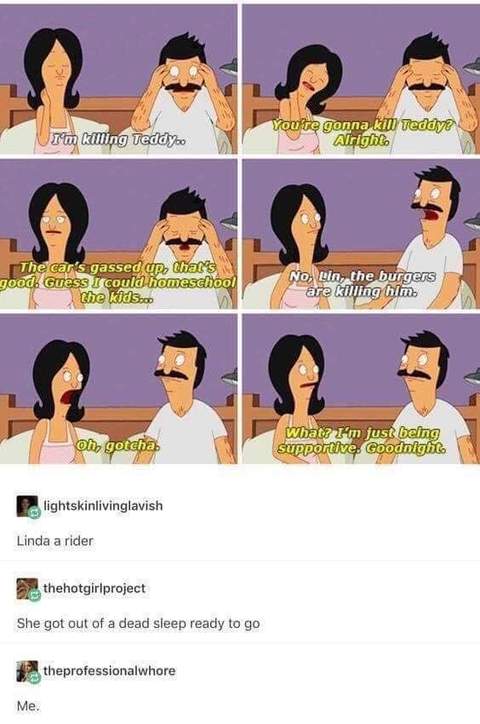 I'm killing Teddy..
You're gonna kill Teddy?
Alright.
The car's gassed up, that's
good. Guess I could homeschool
the kids...
No, Lin, the burgers
are killing him.
Oh, gotcha.
What? I'm just being
supportive. Goodnight.
lightskinlivinglavish
Linda a rider
thehotgirlproject
She got out of a dead sleep ready to go
theprofessionalwhore
Me.